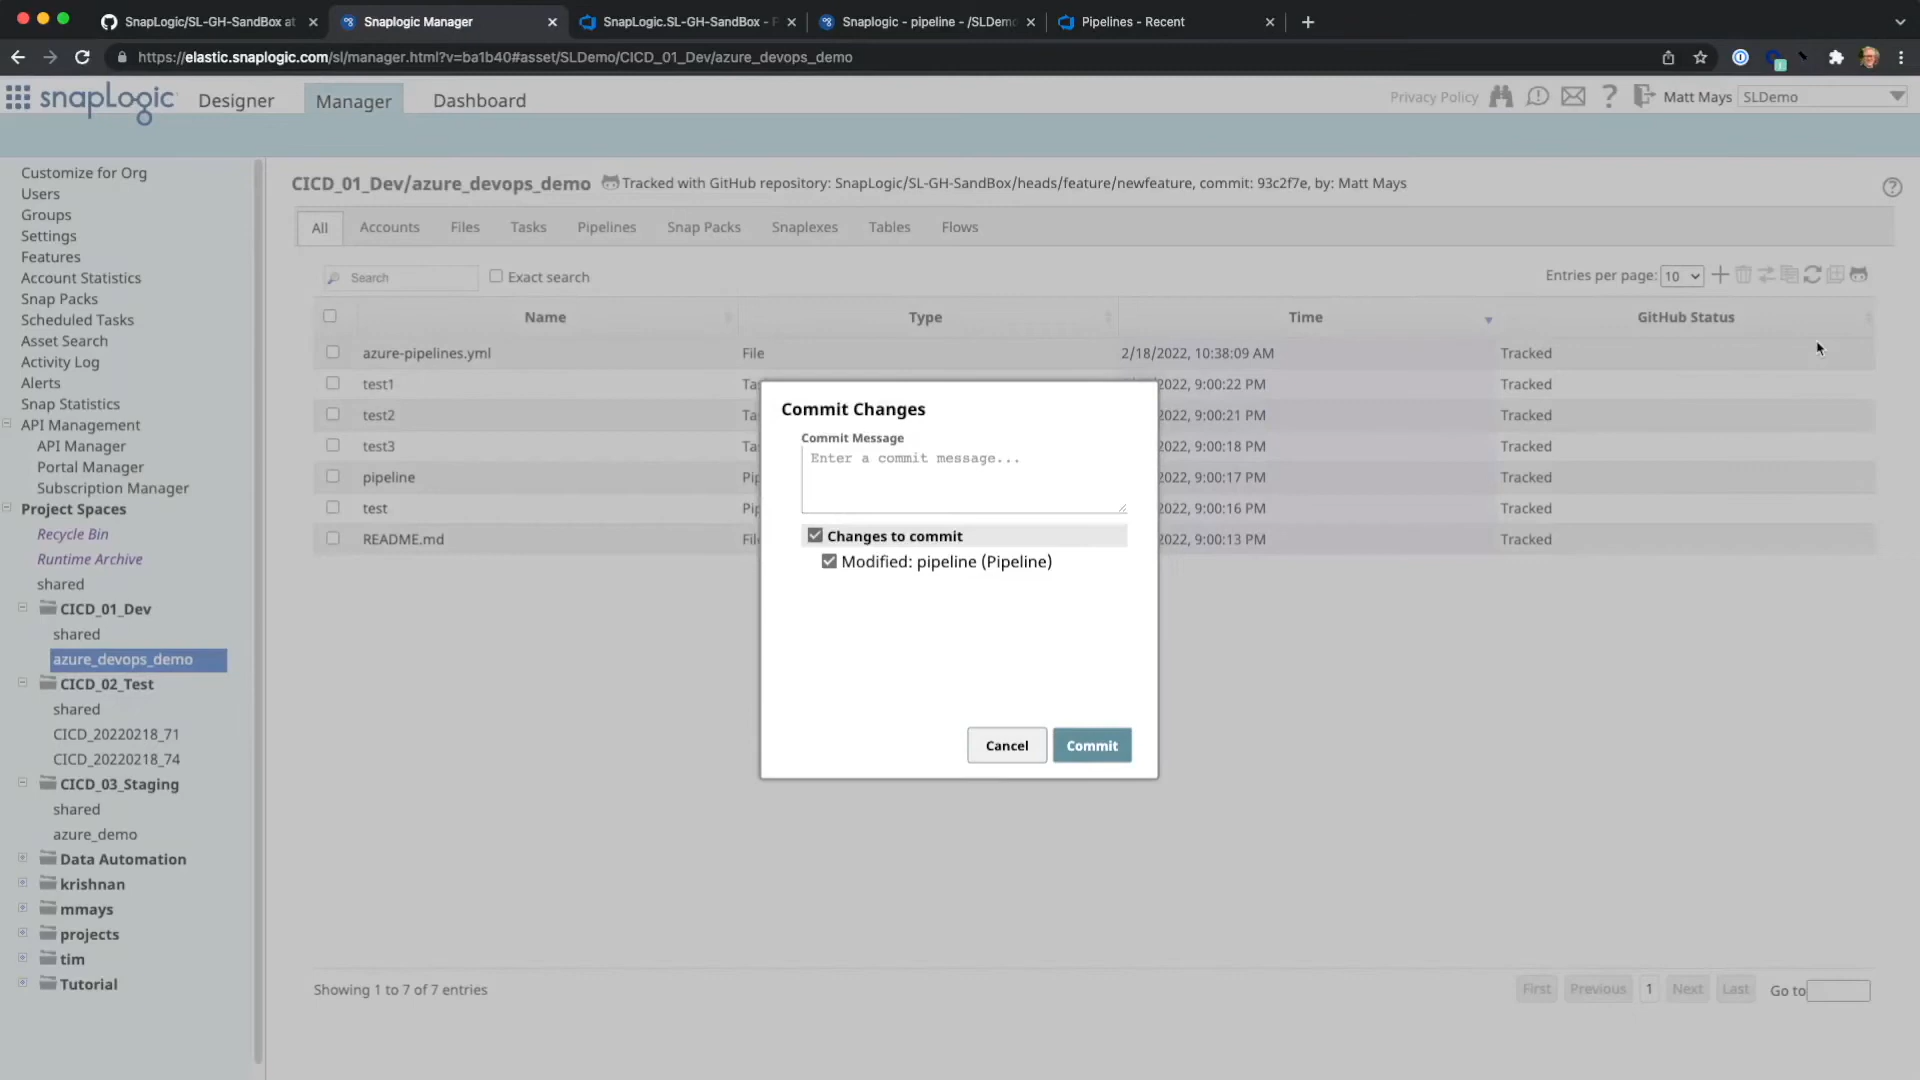 SnapLogic/SL-GH-SandBox at
Snaplogic Manager
SnapLogic.SL-GH-SandBox - P
Snaplogic - pipeline - /SLDemo
Pipelines - Recent
https://elastic.snaplogic.com/sl/manager.html?v=ba1b40#asset/SLDemo/CICD_01_Dev/azure_devops_demo
snapLogic
Designer
Manager
Dashboard
Privacy Policy
Matt Mays
SLDemo
Customize for Org
Users
Groups
Settings
Features
Account Statistics
Snap Packs
Scheduled Tasks
Asset Search
Activity Log
Alerts
Snap Statistics
API Management
API Manager
Portal Manager
Subscription Manager
Project Spaces
Recycle Bin
Runtime Archive
shared
CICD_01_Dev
shared
azure_devops_demo
CICD_02_Test
shared
CICD_20220218_71
CICD_20220218_74
CICD_03_Staging
shared
azure_demo
Data Automation
krishnan
mmays
projects
tim
Tutorial
CICD_01_Dev/azure_devops_demo Tracked with GitHub repository: SnapLogic/SL-GH-SandBox/heads/feature/newfeature, commit: 93c2f7e, by: Matt Mays
All Accounts Files Tasks Pipelines Snap Packs Snaplexes Tables Flows
Search Exact search Entries per page: 10
Name Type Time GitHub Status
azure-pipelines.yml File 2/18/2022, 10:38:09 AM Tracked
test1 Ta 2022, 9:00:22 PM Tracked
test2 Ta 2022, 9:00:21 PM Tracked
test3 Ta 2022, 9:00:18 PM Tracked
pipeline Pip 2022, 9:00:17 PM Tracked
test Pip 2022, 9:00:16 PM Tracked
README.md Fil 2022, 9:00:13 PM Tracked
Commit Changes
Commit Message
Enter a commit message...
Changes to commit
Modified: pipeline (Pipeline)
Cancel Commit
Showing 1 to 7 of 7 entries
First Previous 1 Next Last Go to